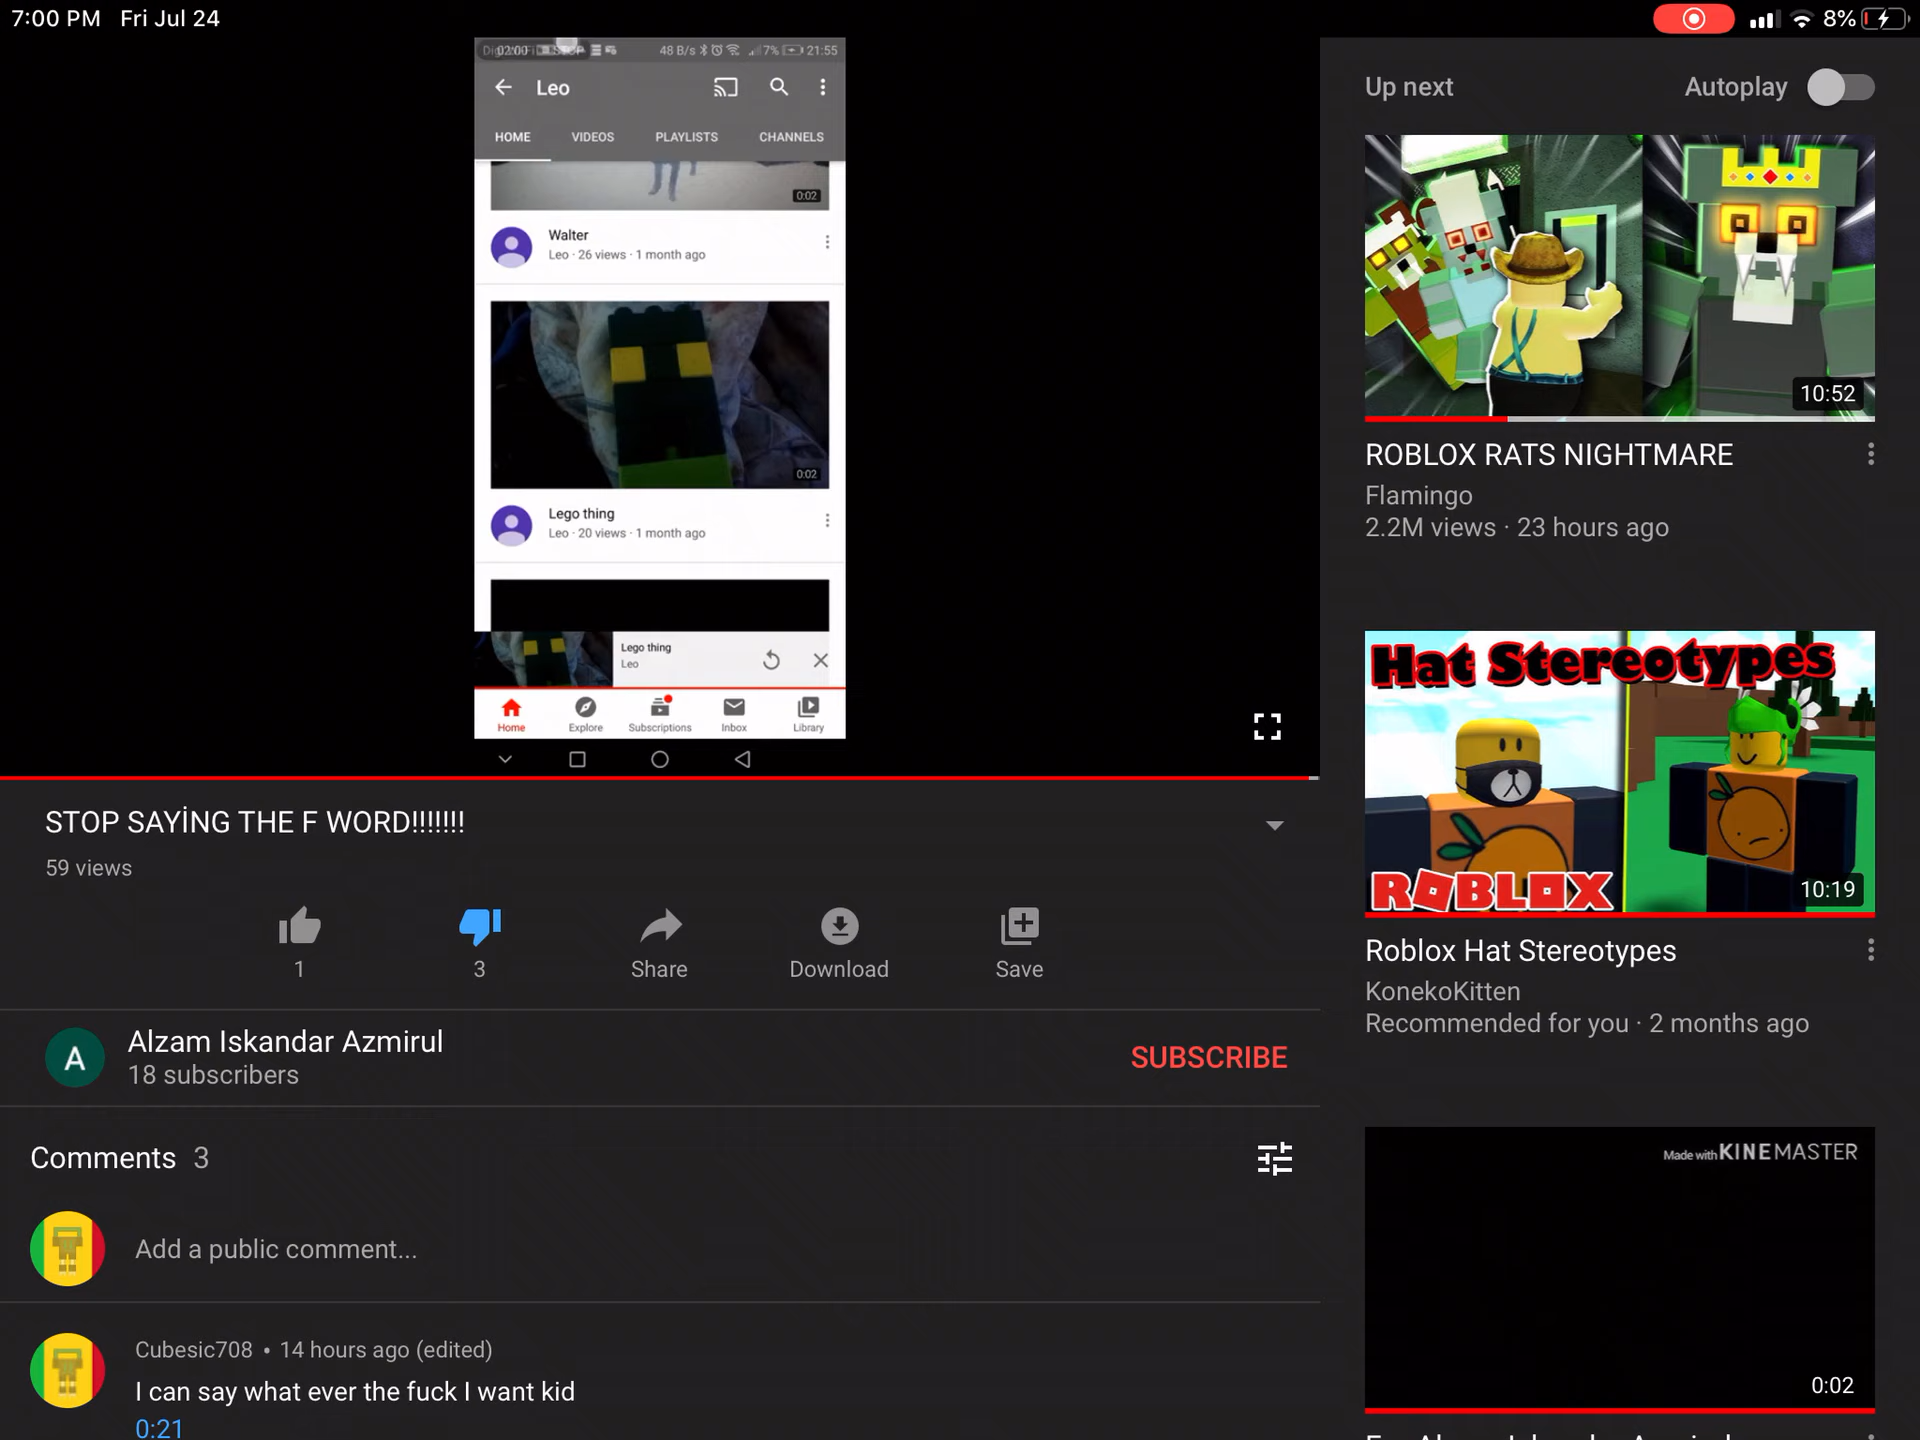 7:00 PM Fri Jul 24
8%
02:00
STOP
48 B/s
7%
21:55
Leo
HOME VIDEOS PLAYLISTS CHANNELS
0:02
Walter
Leo · 26 views · 1 month ago
0:02
Lego thing
Leo · 20 views · 1 month ago
Lego thing
Leo
Home Explore Subscriptions Inbox Library
STOP SAYİNG THE F WORD!!!!!!!
59 views
1 3 Share Download Save
A
Alzam Iskandar Azmirul
18 subscribers
SUBSCRIBE
Comments 3
Add a public comment...
Cubesic708 • 14 hours ago (edited)
I can say what ever the fuck I want kid
0:21
Up next
Autoplay
10:52
ROBLOX RATS NIGHTMARE
Flamingo
2.2M views · 23 hours ago
Hat Stereotypes
ROBLOX
10:19
Roblox Hat Stereotypes
KonekoKitten
Recommended for you · 2 months ago
Made with KINEMASTER
0:02